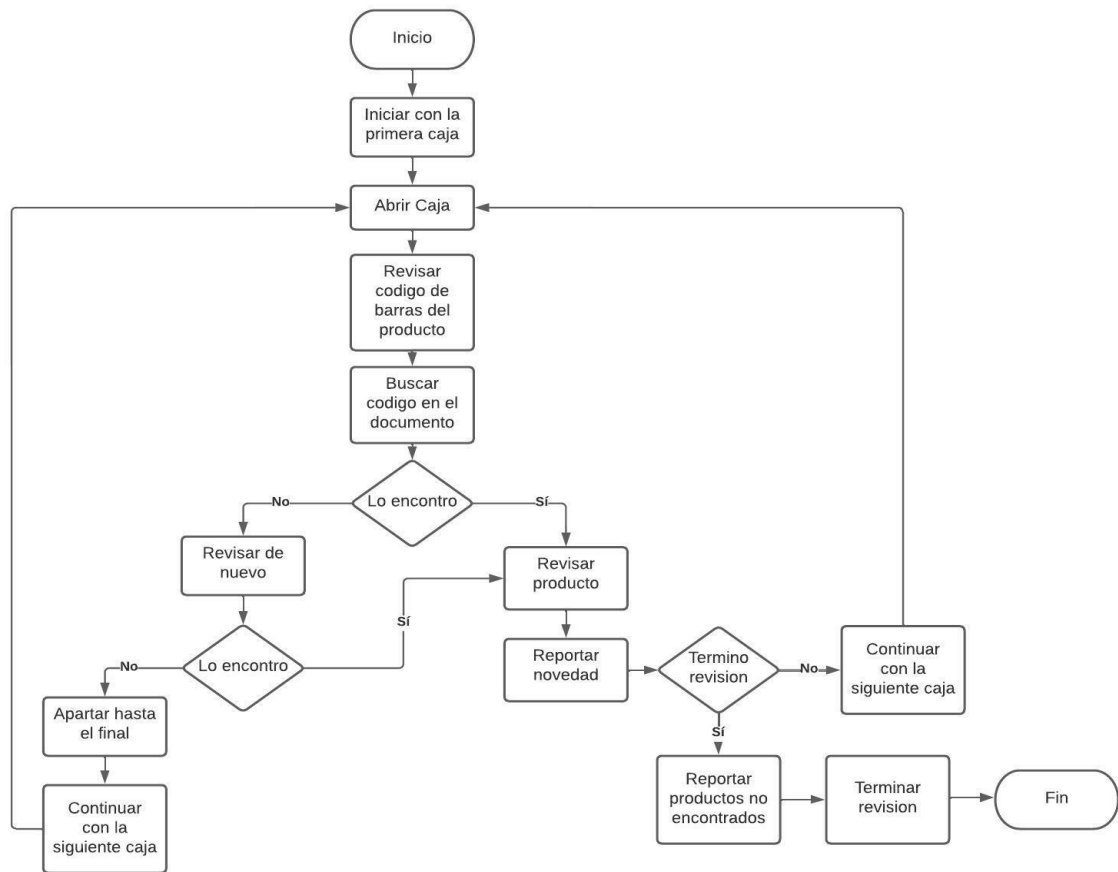 Inicio
Iniciar con la
primera caja
Abrir Caja
Revisar
codigo de
barras del
producto
Buscar
codigo en el
documento
Lo encontro
No
Sí
Revisar de
nuevo
Revisar
producto
Sí
Lo encontro
No
Reportar
novedad
Termino
revision
No
Continuar
con la
siguiente caja
Apartar hasta
el final
Sí
Continuar
con la
siguiente caja
Reportar
productos no
encontrados
Terminar
revision
Fin